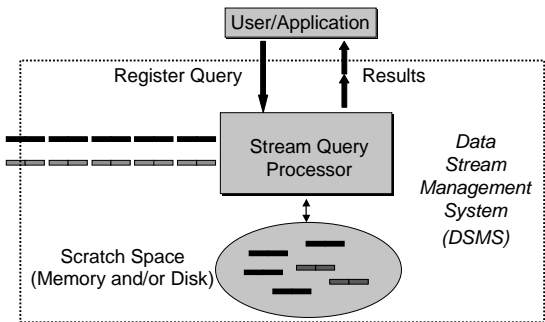 User/Application
Register Query
Results
Stream Query
Processor
Data
Stream
Management
System
(DSMS)
Scratch Space
(Memory and/or Disk)